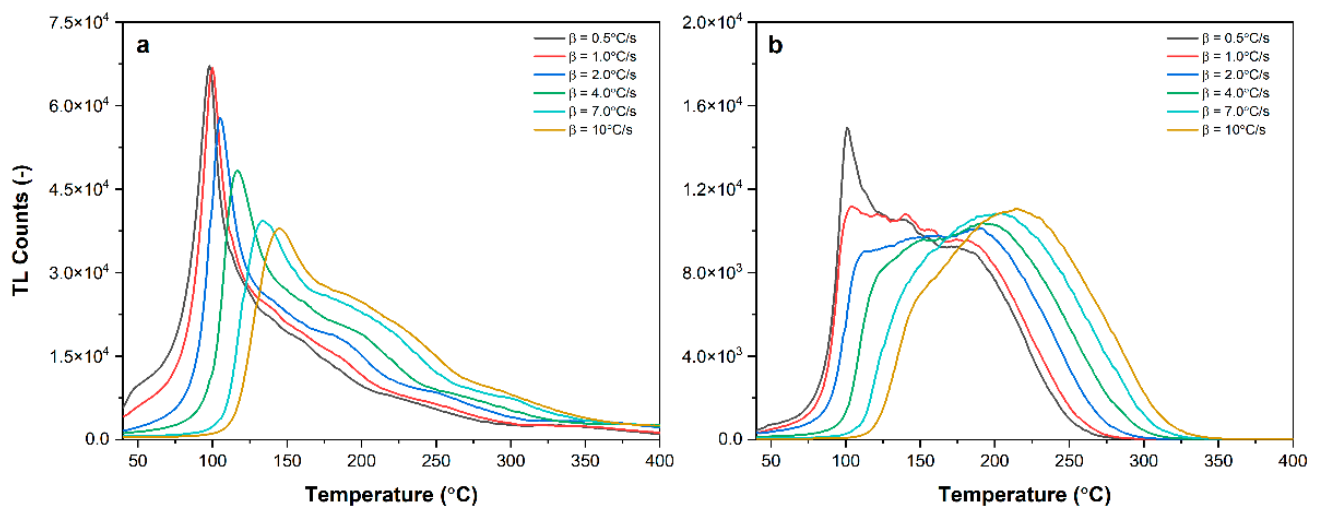 a
β = 0.5°C/s
β = 1.0°C/s
β = 2.0°C/s
β = 4.0°C/s
β = 7.0°C/s
β = 10°C/s
7.5×10⁴
6.0×10⁴
4.5×10⁴
3.0×10⁴
1.5×10⁴
0.0
TL Counts (-)
50 100 150 200 250 300 350 400
Temperature (°C)
b
β = 0.5°C/s
β = 1.0°C/s
β = 2.0°C/s
β = 4.0°C/s
β = 7.0°C/s
β = 10°C/s
2.0×10⁴
1.6×10⁴
1.2×10⁴
8.0×10³
4.0×10³
0.0
50 100 150 200 250 300 350 400
Temperature (°C)